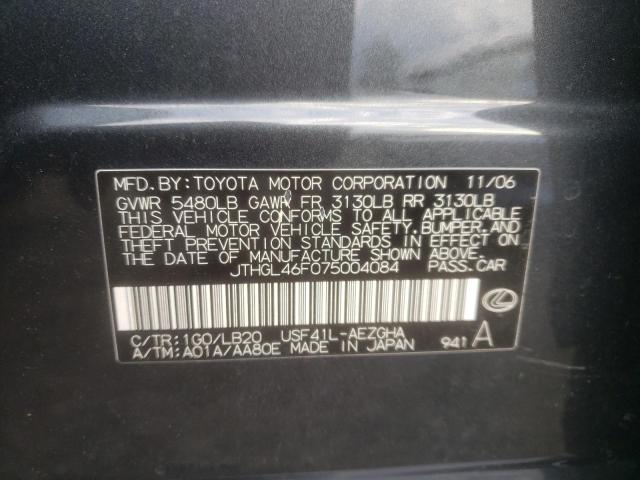 MFD. BY: TOYOTA MOTOR CORPORATION 11/06
GVWR 5480LB GAWR FR 3130LB RR 3130LB
THIS VEHICLE CONFORMS TO ALL APPLICABLE
FEDERAL MOTOR VEHICLE SAFETY, BUMPER, AND
THEFT PREVENTION STANDARDS IN EFFECT ON
THE DATE OF MANUFACTURE SHOWN ABOVE.
JTHGL46F075004084 PASS. CAR
C/TR: 1G0/LB20 USF41L-AEZGHA
A/TM: A01A/AA80E MADE IN JAPAN 941 A